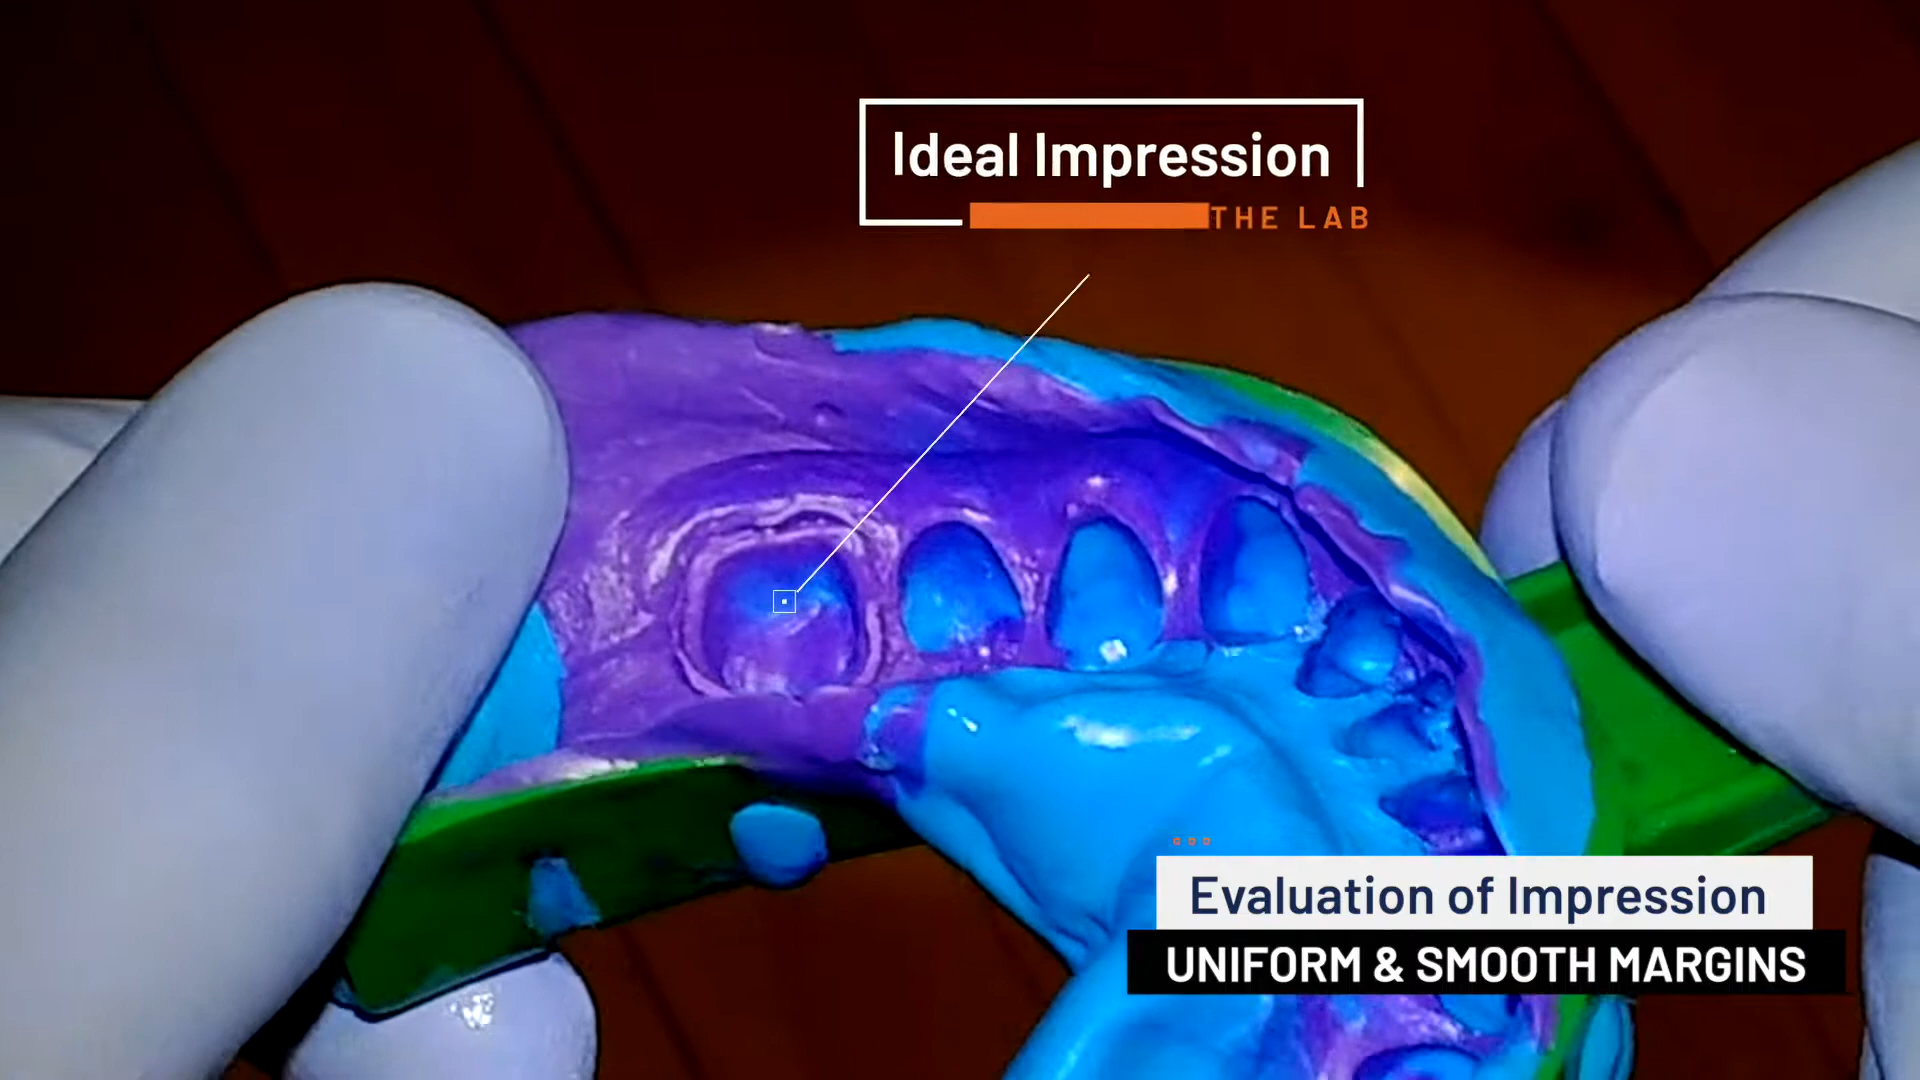 Ideal Impression
THE LAB
Evaluation of Impression
UNIFORM & SMOOTH MARGINS